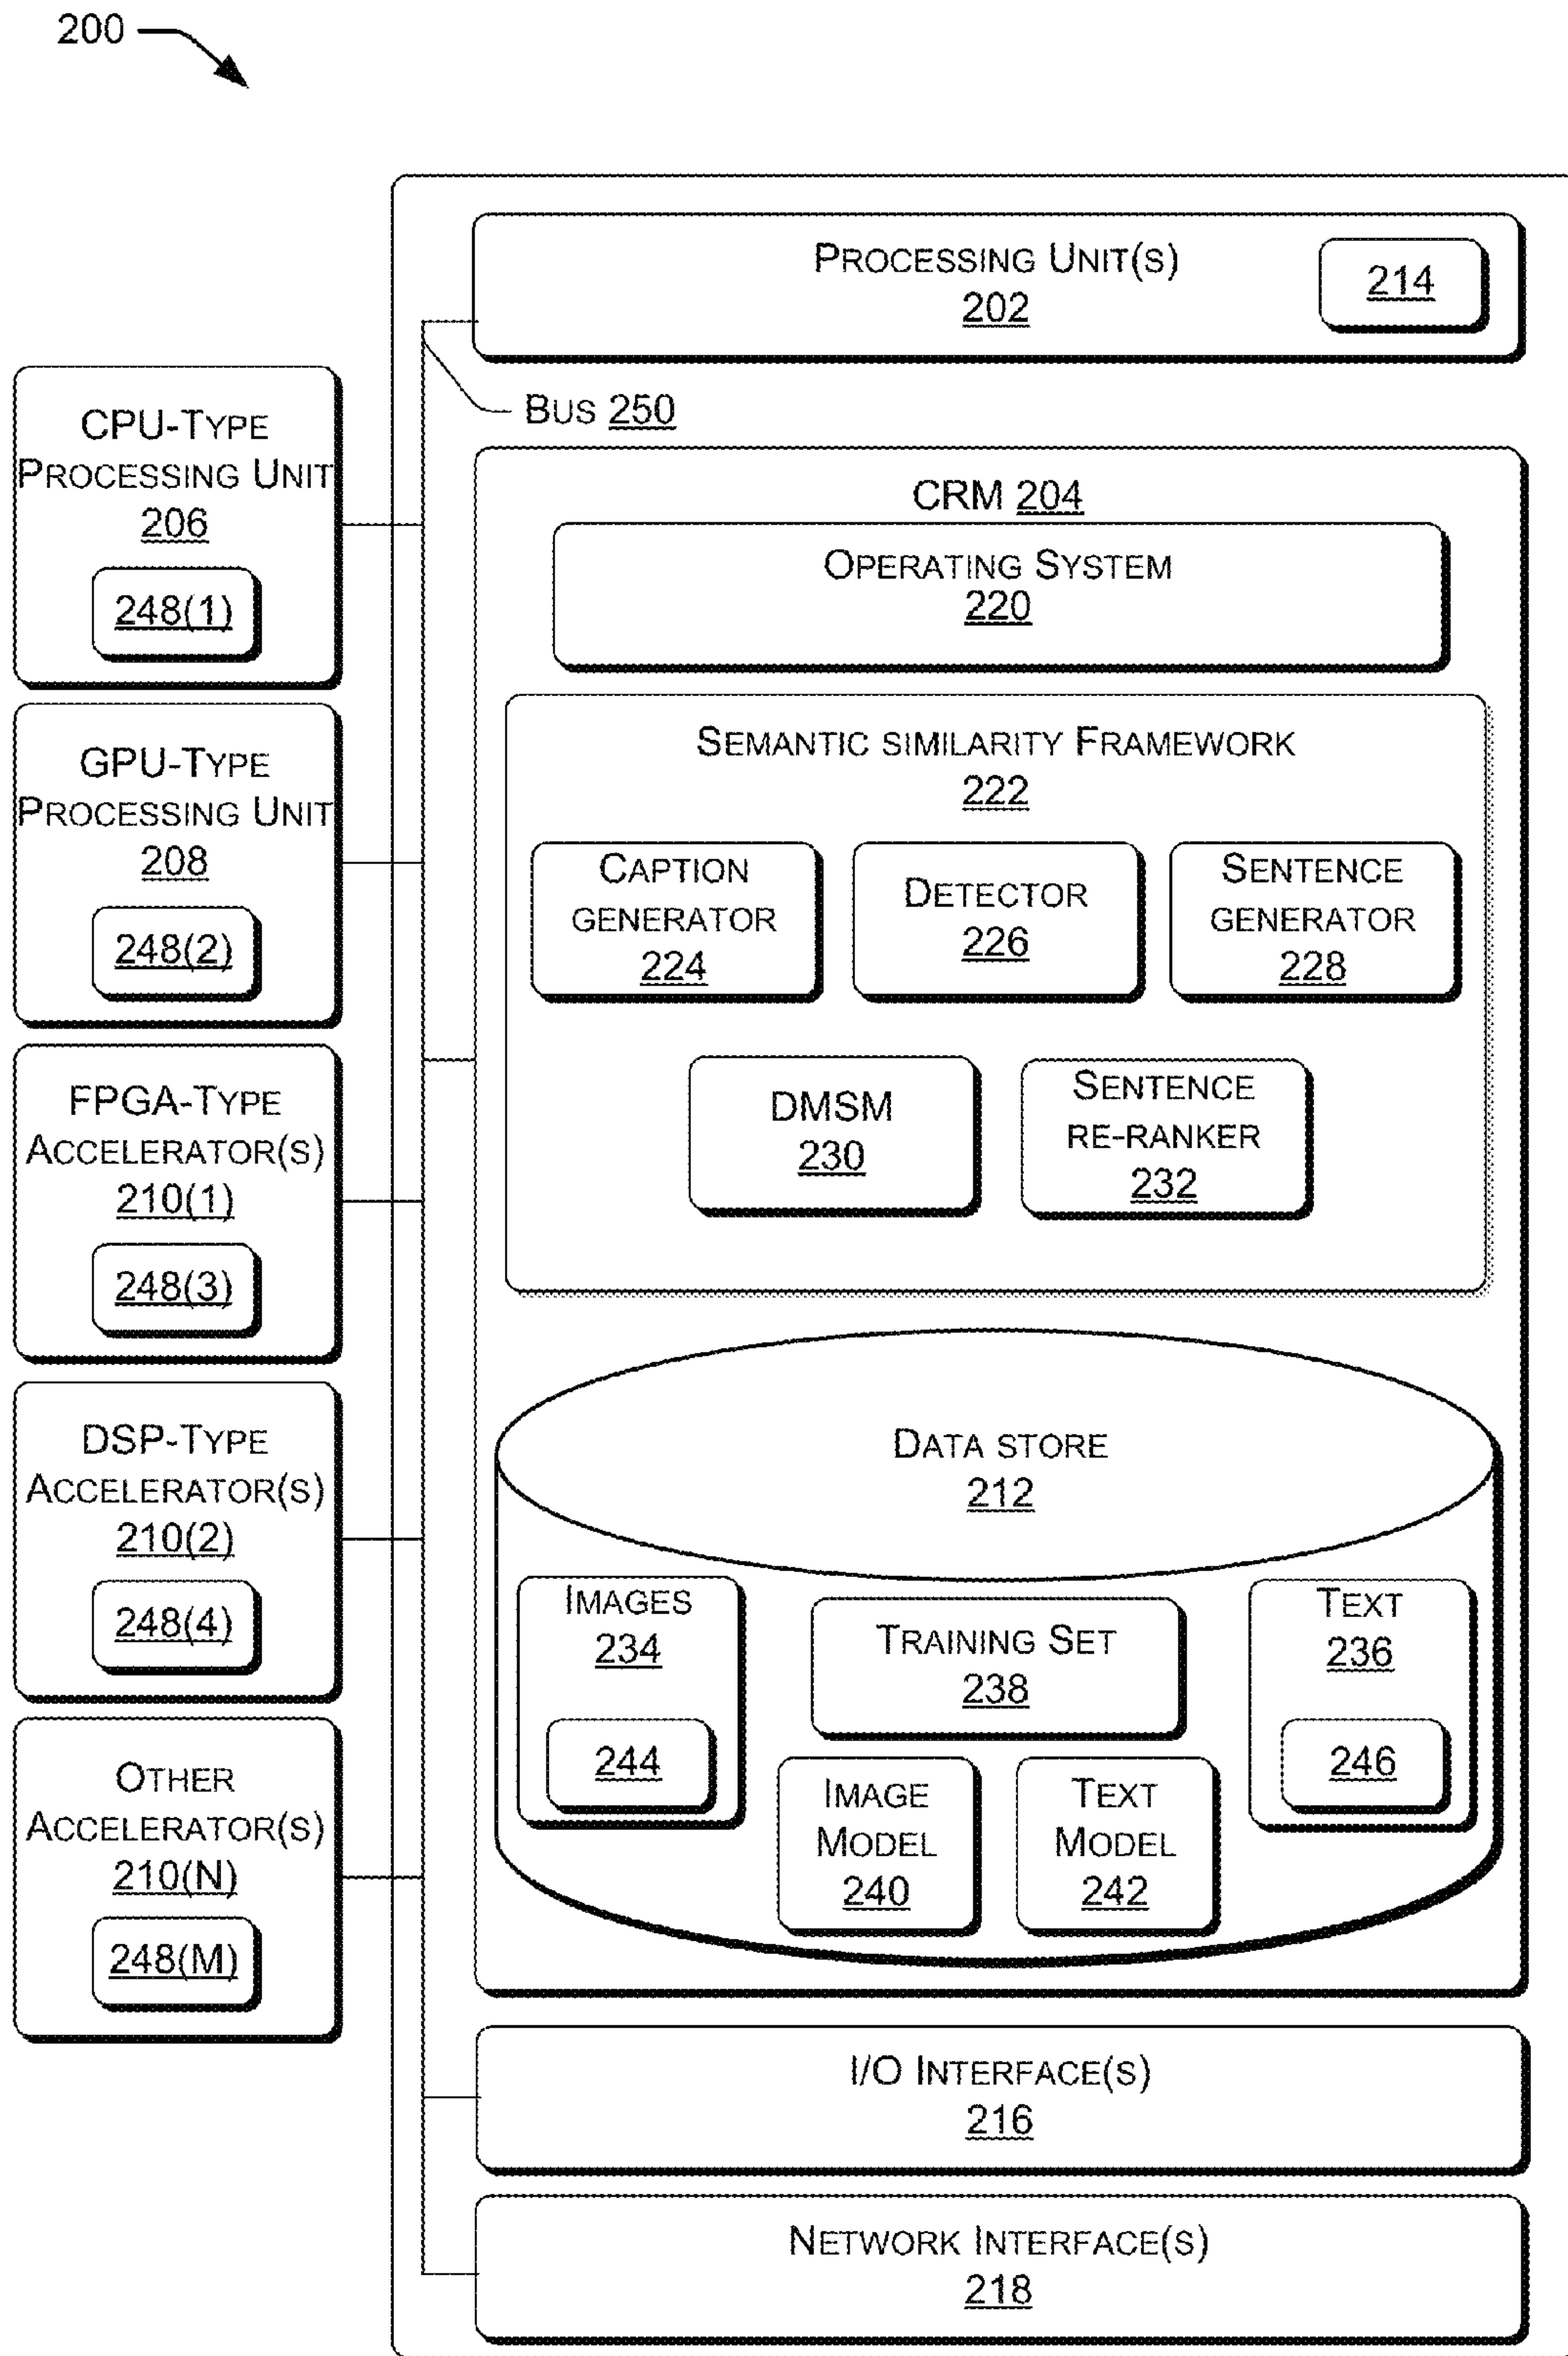 200
PROCESSING UNIT(S)
202
214
BUS 250
CPU-TYPE
PROCESSING UNIT
206
248(1)
GPU-TYPE
PROCESSING UNIT
208
248(2)
FPGA-TYPE
ACCELERATOR(S)
210(1)
248(3)
DSP-TYPE
ACCELERATOR(S)
210(2)
248(4)
OTHER
ACCELERATOR(S)
210(N)
248(M)
CRM 204
OPERATING SYSTEM
220
SEMANTIC SIMILARITY FRAMEWORK
222
CAPTION
GENERATOR
224
DETECTOR
226
SENTENCE
GENERATOR
228
DMSM
230
SENTENCE
RE-RANKER
232
DATA STORE
212
IMAGES
234
244
TRAINING SET
238
TEXT
236
246
IMAGE
MODEL
240
TEXT
MODEL
242
I/O INTERFACE(S)
216
NETWORK INTERFACE(S)
218